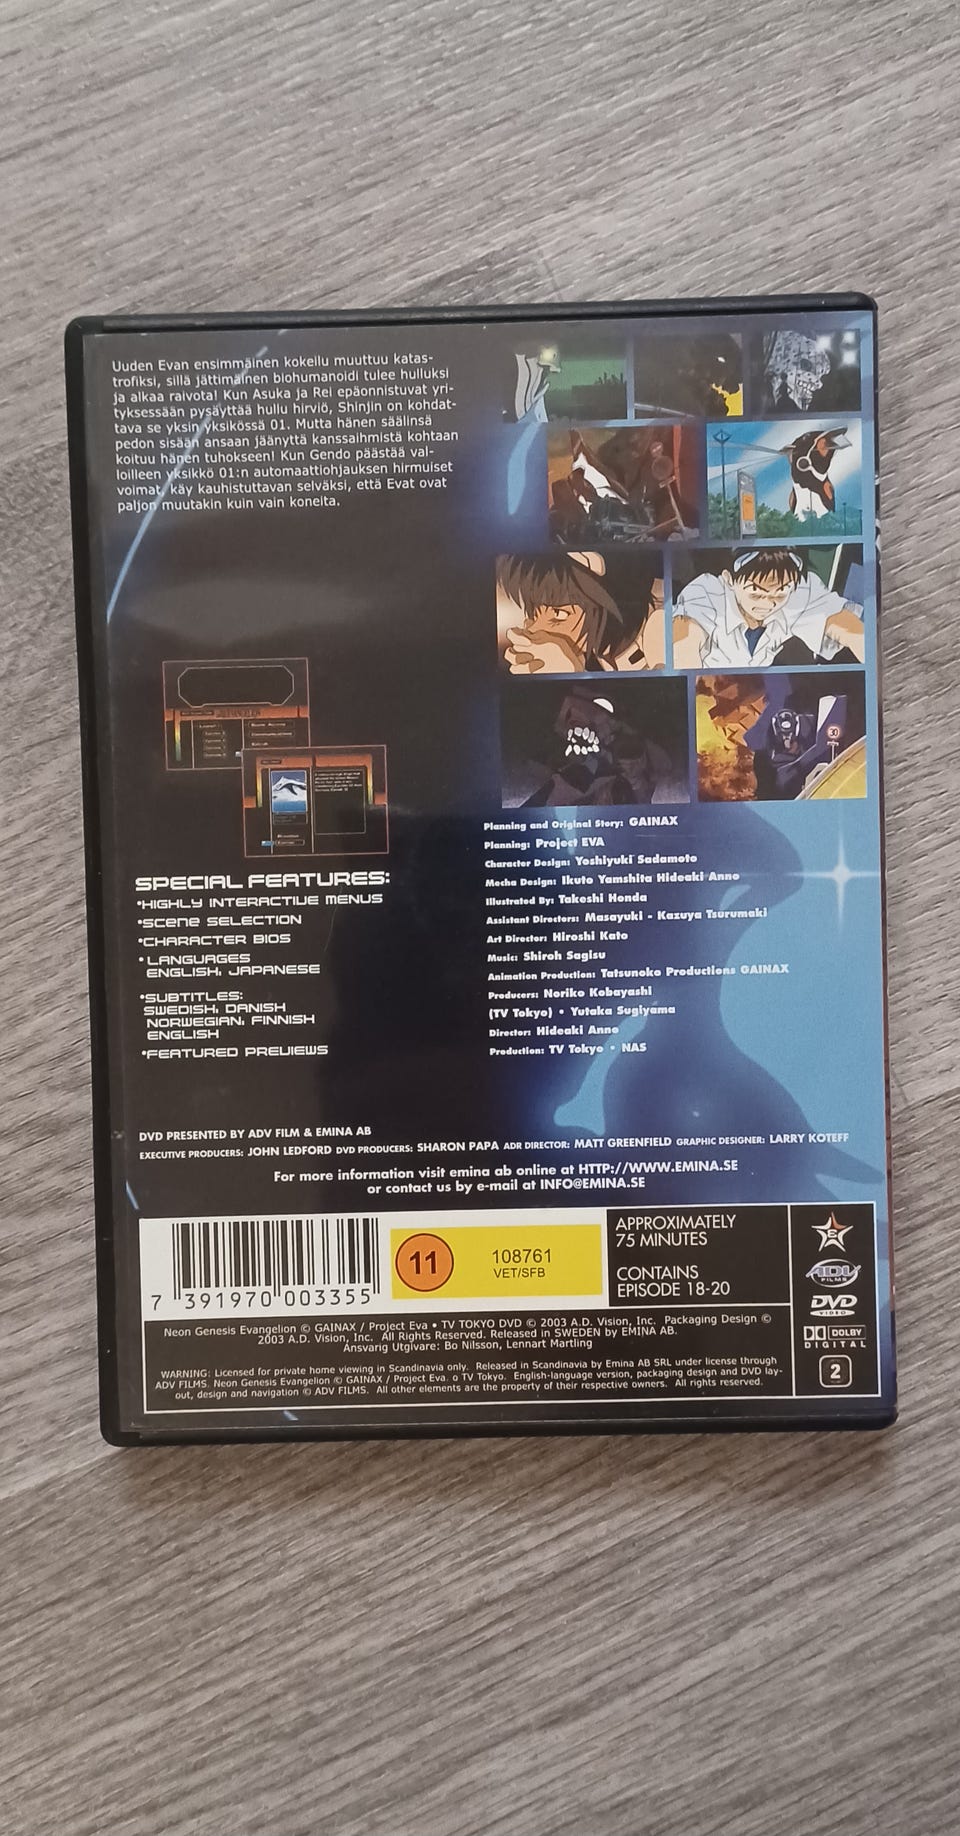 Uuden Evan ensimmäinen kokeilu muuttuu katas-
trofiksi, sillä jättimäinen biohumanoidi tulee hulluksi
ja alkaa raivota! Kun Asuka ja Rei epäonnistuvat yri-
tyksessään pysäyttää hullu hirviö, Shinjin on kohdat-
tava se yksin yksikössä 01. Mutta hänen säälinsä
pedon sisään ansaan jäänyttä kanssaihmistä kohtaan
koituu hänen tuhokseen! Kun Gendo päästää val-
loilleen yksikkö 01:n automaattiohjauksen hirmuiset
voimat, käy kauhistuttavan selväksi, että Evat ovat
paljon muutakin kuin vain koneita.
SPECIAL FEATURES:
•HIGHLY INTERACTIVE MENUS
•SCENE SELECTION
•CHARACTER BIOS
•LANGUAGES
ENGLISH, JAPANESE
•SUBTITLES:
SWEDISH, DANISH
NORWEGIAN, FINNISH
ENGLISH
•FEATURED PREVIEWS
30
Planning and Original Story: GAINAX
Planning: Project EVA
Character Design: Yoshiyuki Sadamoto
Mecha Design: Ikuto Yamshita Hideaki Anno
Illustrated By: Takeshi Honda
Assistant Directors: Masayuki - Kazuya Tsurumaki
Art Director: Hiroshi Kato
Music: Shiroh Sagisu
Animation Production: Tatsunoko Productions GAINAX
Producers: Noriko Kobayashi
(TV Tokyo) • Yutaka Sugiyama
Director: Hideaki Anno
Production: TV Tokyo • NAS
DVD PRESENTED BY ADV FILM & EMINA AB
EXECUTIVE PRODUCERS: JOHN LEDFORD DVD PRODUCERS: SHARON PAPA ADR DIRECTOR: MATT GREENFIELD GRAPHIC DESIGNER: LARRY KOTEFF
For more information visit emina ab online at HTTP://WWW.EMINA.SE
or contact us by e-mail at INFO@EMINA.SE
7 391970 003355
11
108761
VET/SFB
APPROXIMATELY
75 MINUTES
CONTAINS
EPISODE 18-20
E
ADV
FILMS
DVD
VIDEO
DOLBY
DIGITAL
2
Neon Genesis Evangelion © GAINAX / Project Eva • TV TOKYO DVD © 2003 A.D. Vision, Inc. Packaging Design ©
2003 A.D. Vision, Inc. All Rights Reserved. Released in SWEDEN by EMINA AB.
Ansvarig Utgivare: Bo Nilsson, Lennart Martling
WARNING: Licensed for private home viewing in Scandinavia only. Released in Scandinavia by Emina AB SRL under license through
ADV FILMS. Neon Genesis Evangelion © GAINAX / Project Eva. o TV Tokyo. English-language version, packaging design and DVD lay-
out, design and navigation © ADV FILMS. All other elements are the property of their respective owners. All rights reserved.